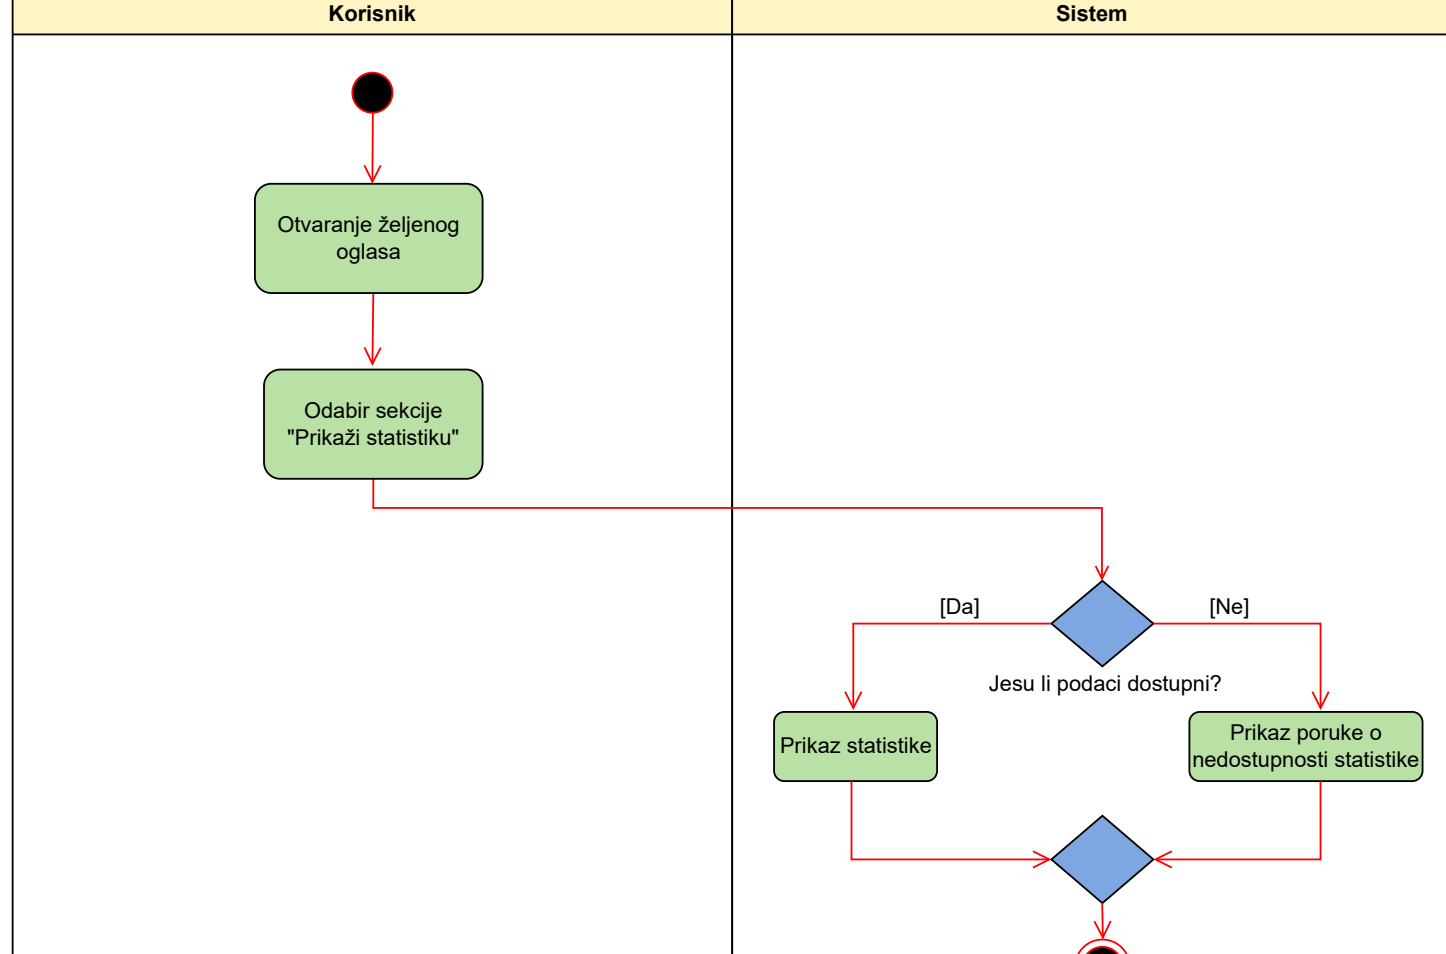 Korisnik
Sistem
Otvaranje željenog
oglasa
Odabir sekcije
"Prikaži statistiku"
[Da]
[Ne]
Jesu li podaci dostupni?
Prikaz statistike
Prikaz poruke o
nedostupnosti statistike